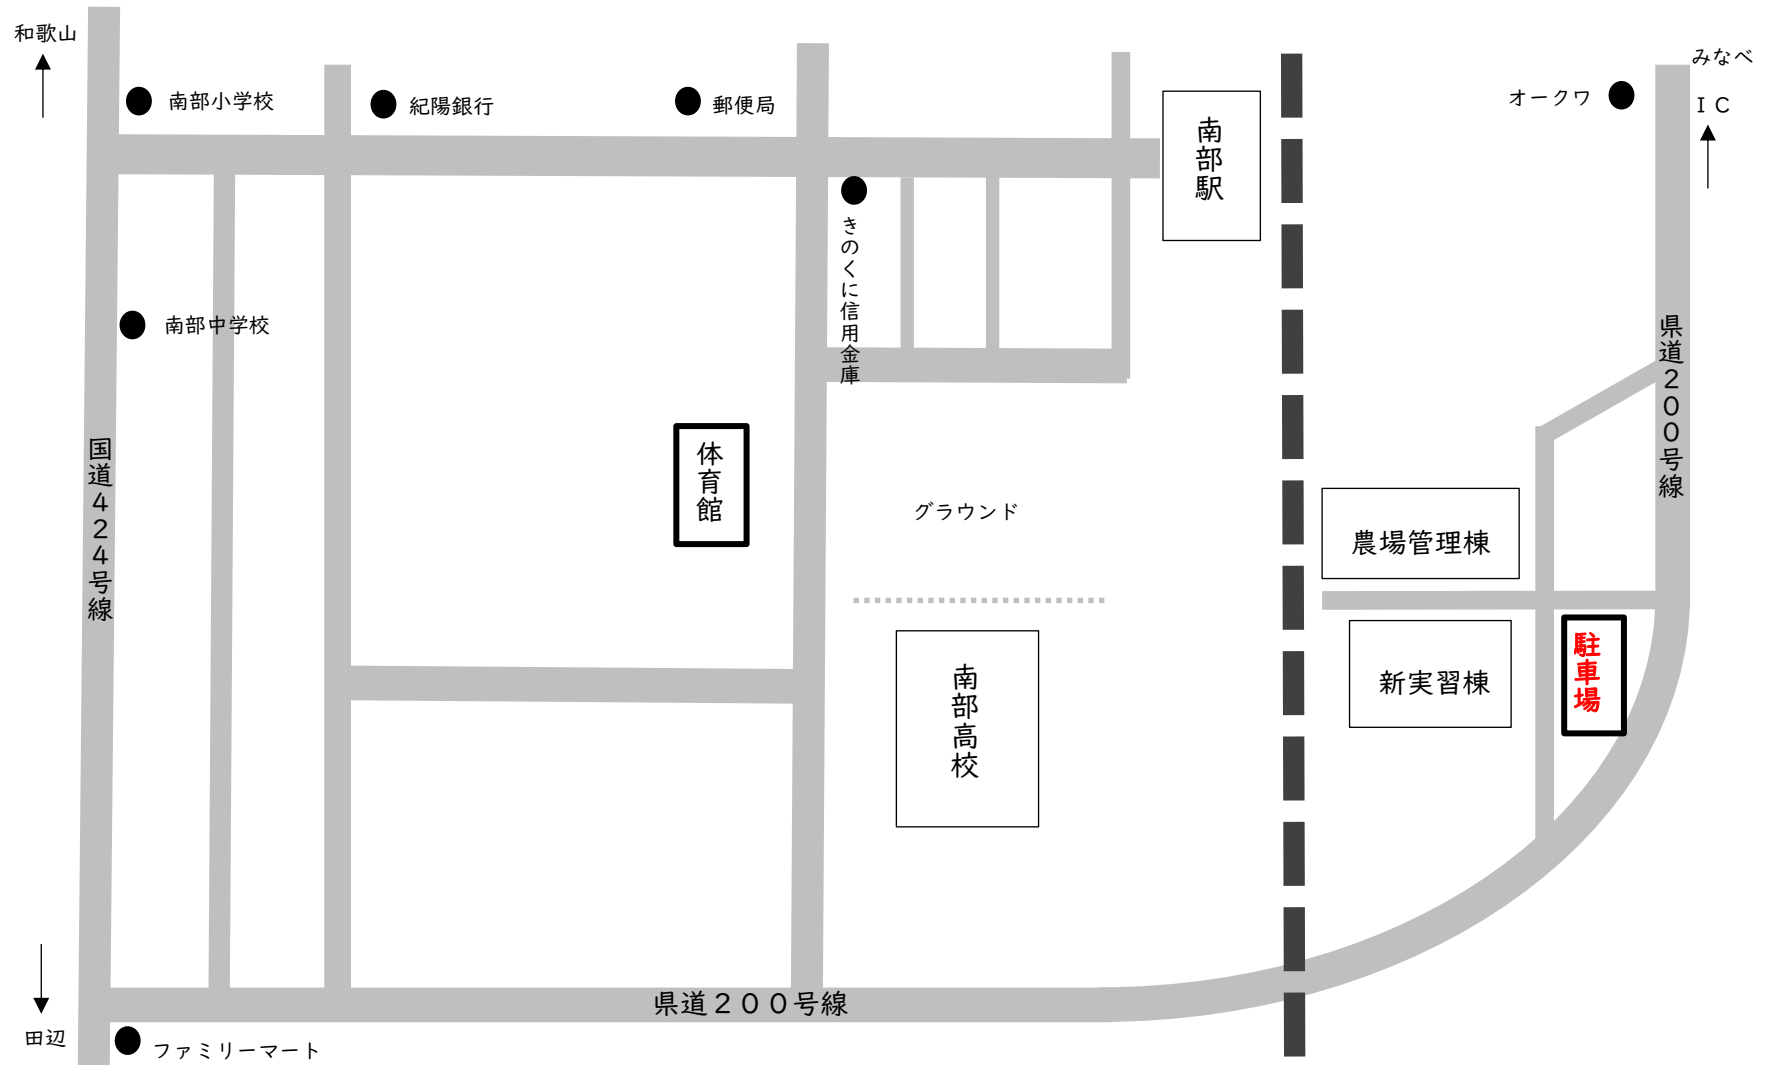 和歌山
みなべ
ＩＣ
南部小学校
紀陽銀行
郵便局
オークワ
南部駅
きのくに信用金庫
南部中学校
県道２００号線
国道４２４号線
体育館
グラウンド
農場管理棟
新実習棟
駐車場
南部高校
県道２００号線
田辺
ファミリーマート